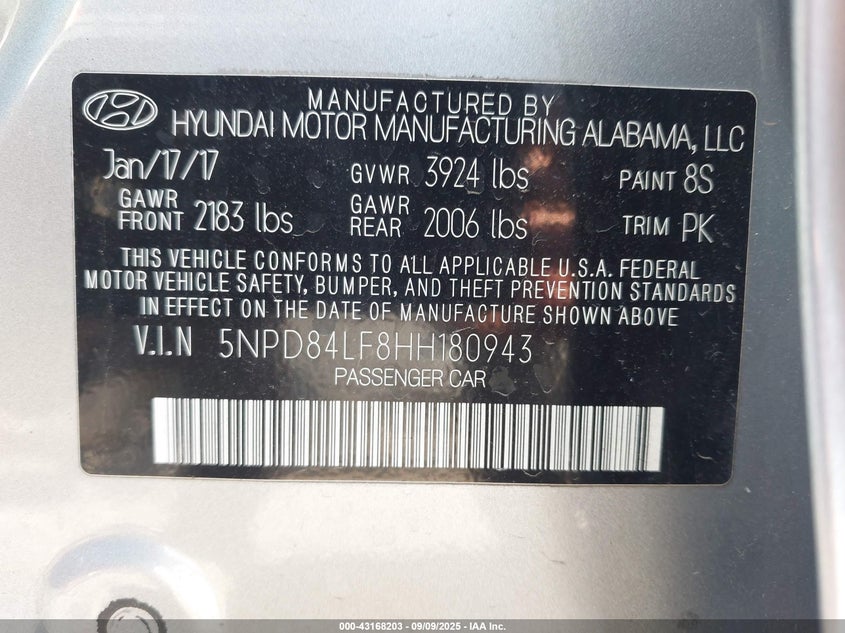 MANUFACTURED BY
HYUNDAI MOTOR MANUFACTURING ALABAMA, LLC
Jan/17/17 GVWR 3924 lbs PAINT 8S
GAWR FRONT 2183 lbs GAWR REAR 2006 lbs TRIM PK
THIS VEHICLE CONFORMS TO ALL APPLICABLE U.S.A. FEDERAL
MOTOR VEHICLE SAFETY, BUMPER, AND THEFT PREVENTION STANDARDS
IN EFFECT ON THE DATE OF MANUFACTURE SHOWN ABOVE
V.I.N 5NPD84LF8HH180943
PASSENGER CAR
000-43168203 - 09/09/2025 - IAA Inc.